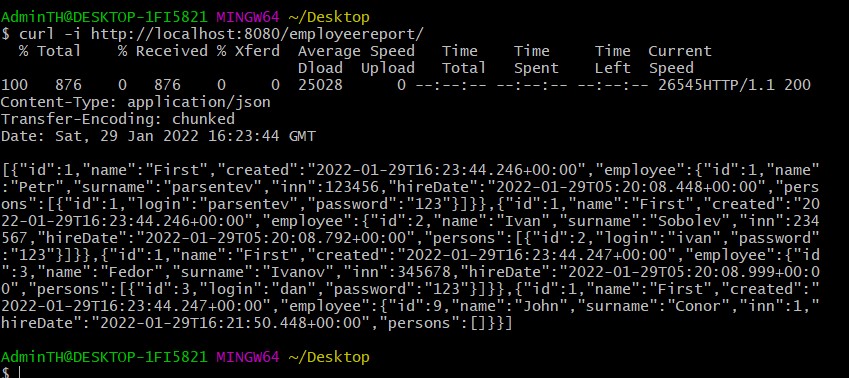 AdminTH@DESKTOP-1FI5821 MINGW64 ~/Desktop
$ curl -i http://localhost:8080/employeereport/
  % Total    % Received % Xferd  Average Speed   Time    Time     Time  Current
                                 Dload  Upload   Total   Spent    Left  Speed
100   876    0   876    0     0  25028      0 --:--:-- --:--:-- --:--:-- 26545HTTP/1.1 200
Content-Type: application/json
Transfer-Encoding: chunked
Date: Sat, 29 Jan 2022 16:23:44 GMT

[{"id":1,"name":"First","created":"2022-01-29T16:23:44.246+00:00","employee":{"id":1,"name"
:"Petr","surname":"parsentev","inn":123456,"hireDate":"2022-01-29T05:20:08.448+00:00","pers
ons":[{"id":1,"login":"parsentev","password":"123"}]}},{"id":1,"name":"First","created":"20
22-01-29T16:23:44.246+00:00","employee":{"id":2,"name":"Ivan","surname":"Sobolev","inn":234
567,"hireDate":"2022-01-29T05:20:08.792+00:00","persons":[{"id":2,"login":"ivan","password"
:"123"}]}},{"id":1,"name":"First","created":"2022-01-29T16:23:44.247+00:00","employee":{"id
":3,"name":"Fedor","surname":"Ivanov","inn":345678,"hireDate":"2022-01-29T05:20:08.999+00:0
0","persons":[{"id":3,"login":"dan","password":"123"}]}},{"id":1,"name":"First","created":"
2022-01-29T16:23:44.247+00:00","employee":{"id":9,"name":"John","surname":"Conor","inn":1,"
hireDate":"2022-01-29T16:21:50.448+00:00","persons":[]}}]

AdminTH@DESKTOP-1FI5821 MINGW64 ~/Desktop
$